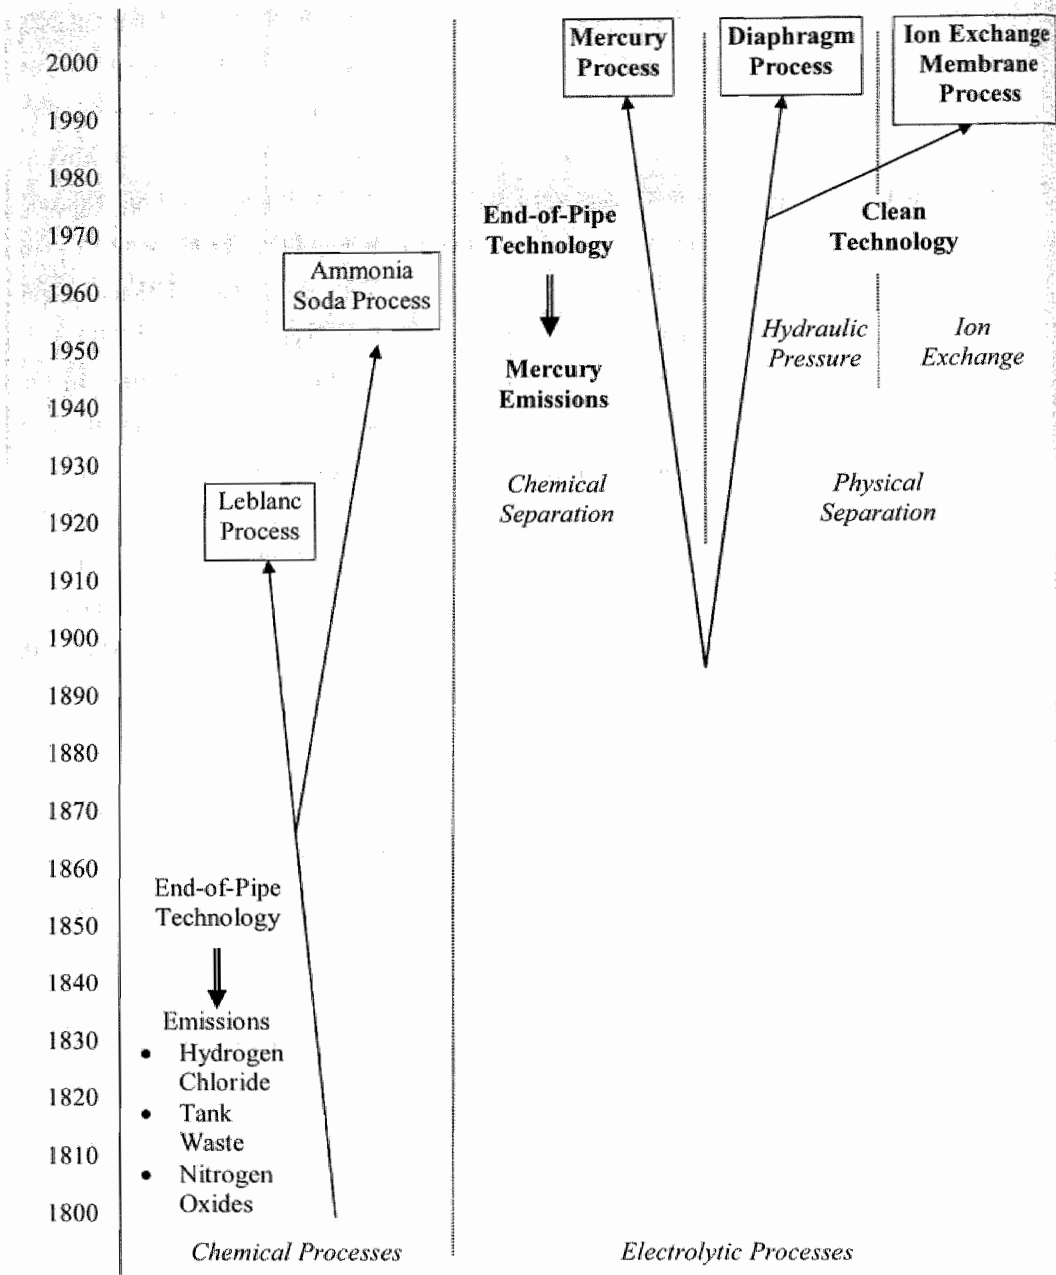 2000
1990
1980
1970
1960
1950
1940
1930
1920
1910
1900
1890
1880
1870
1860
1850
1840
1830
1820
1810
1800
Mercury
Process
Diaphragm
Process
Ion Exchange
Membrane
Process
End-of-Pipe
Technology
Clean
Technology
Ammonia
Soda Process
Mercury
Emissions
Hydraulic
Pressure
Ion
Exchange
Leblanc
Process
Chemical
Separation
Physical
Separation
End-of-Pipe
Technology
Emissions
• Hydrogen
Chloride
• Tank
Waste
• Nitrogen
Oxides
Chemical Processes
Electrolytic Processes